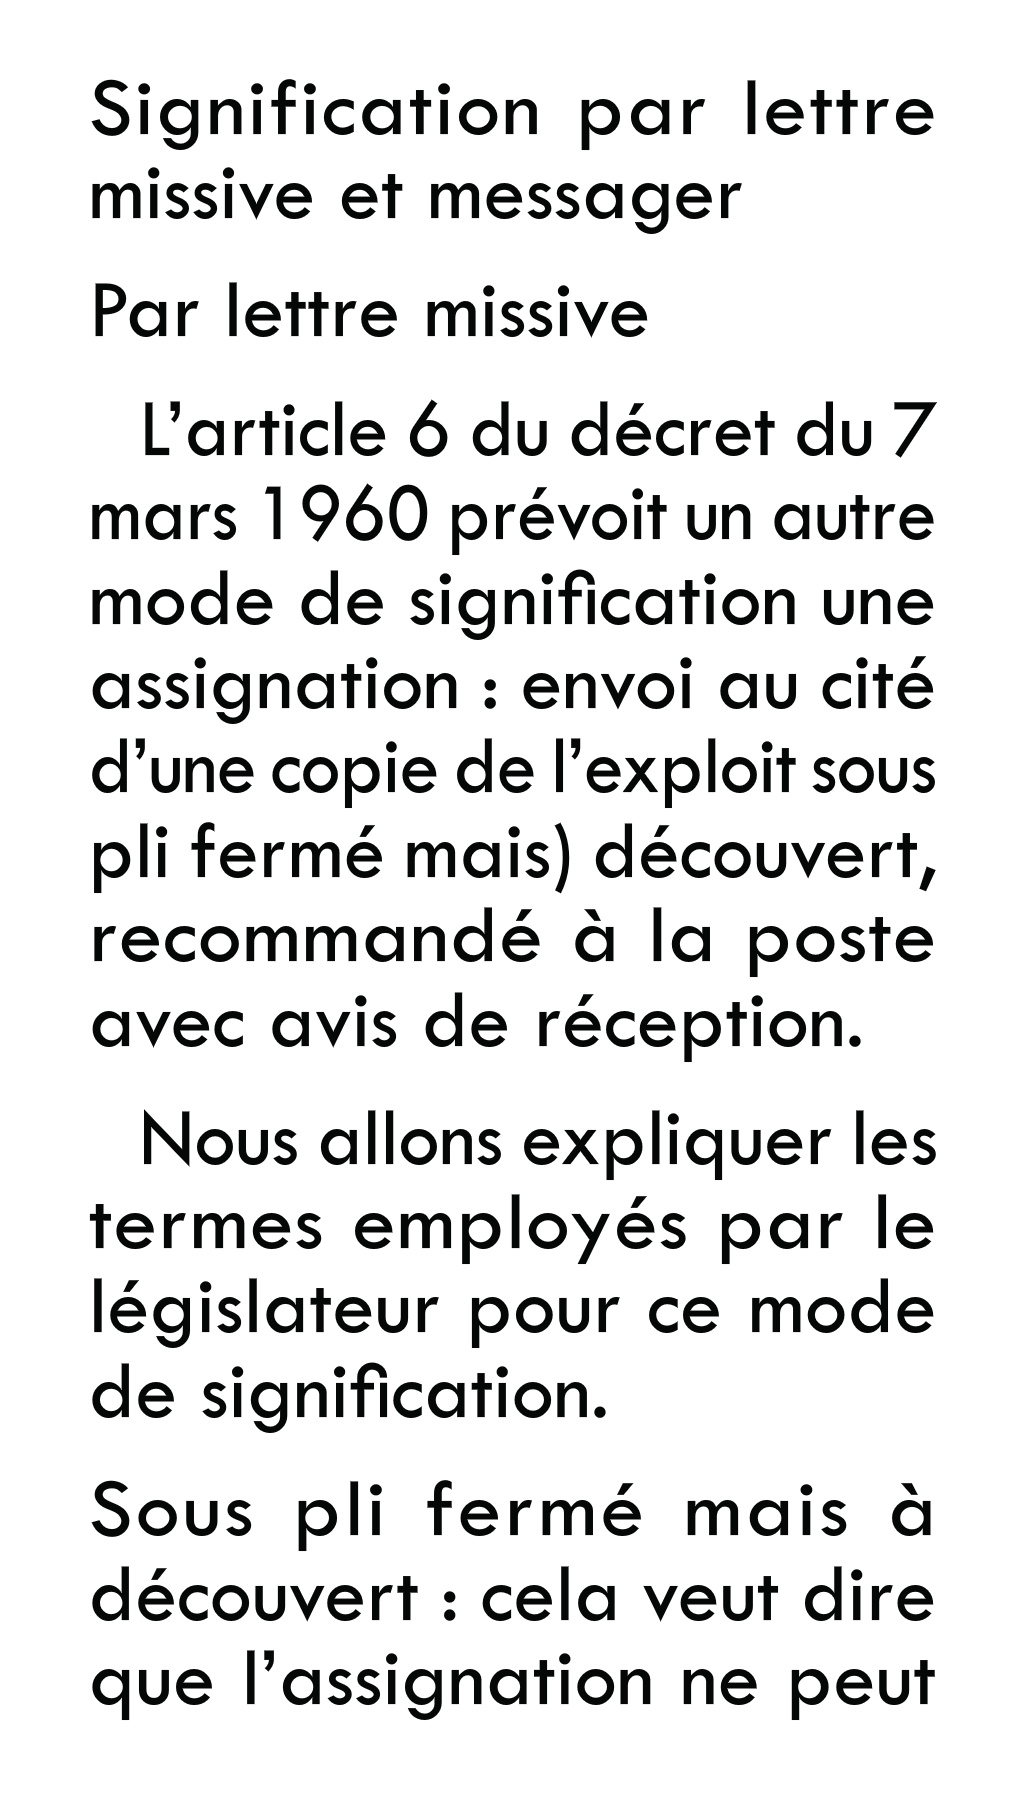 Signification par lettre
missive et messager
Par lettre missive
L’article 6 du décret du 7
mars 1960 prévoit un autre
mode de signification une
assignation : envoi au cité
d’une copie de l’exploit sous
pli fermé mais) découvert,
recommandé à la poste
avec avis de réception.
Nous allons expliquer les
termes employés par le
législateur pour ce mode
de signification.
Sous pli fermé mais à
découvert : cela veut dire
que l’assignation ne peut